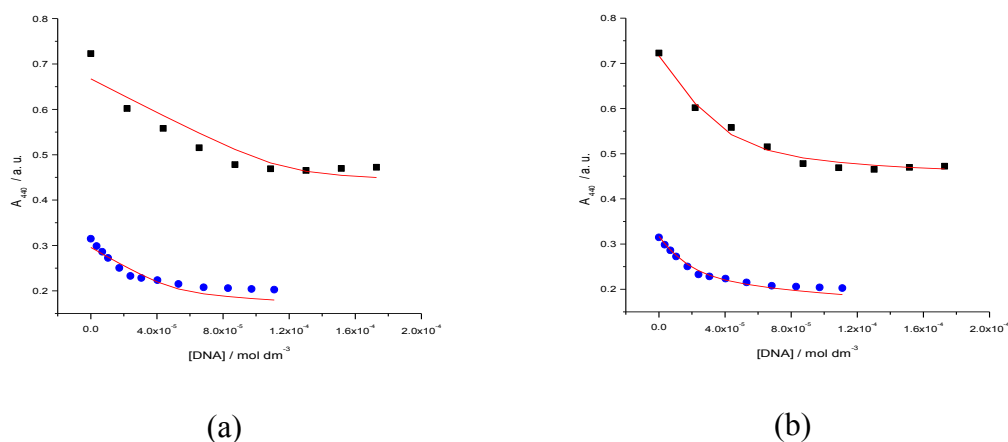 0.8
0.7
0.6
0.5
0.4
0.3
0.2
A₄₄₀ / a. u.
0.0 4.0x10⁻⁵ 8.0x10⁻⁵ 1.2x10⁻⁴ 1.6x10⁻⁴ 2.0x10⁻⁴
[DNA] / mol dm⁻³
(a)
0.8
0.7
0.6
0.5
0.4
0.3
0.2
A₄₄₀ / a. u.
0.0 4.0x10⁻⁵ 8.0x10⁻⁵ 1.2x10⁻⁴ 1.6x10⁻⁴ 2.0x10⁻⁴
[DNA] / mol dm⁻³
(b)